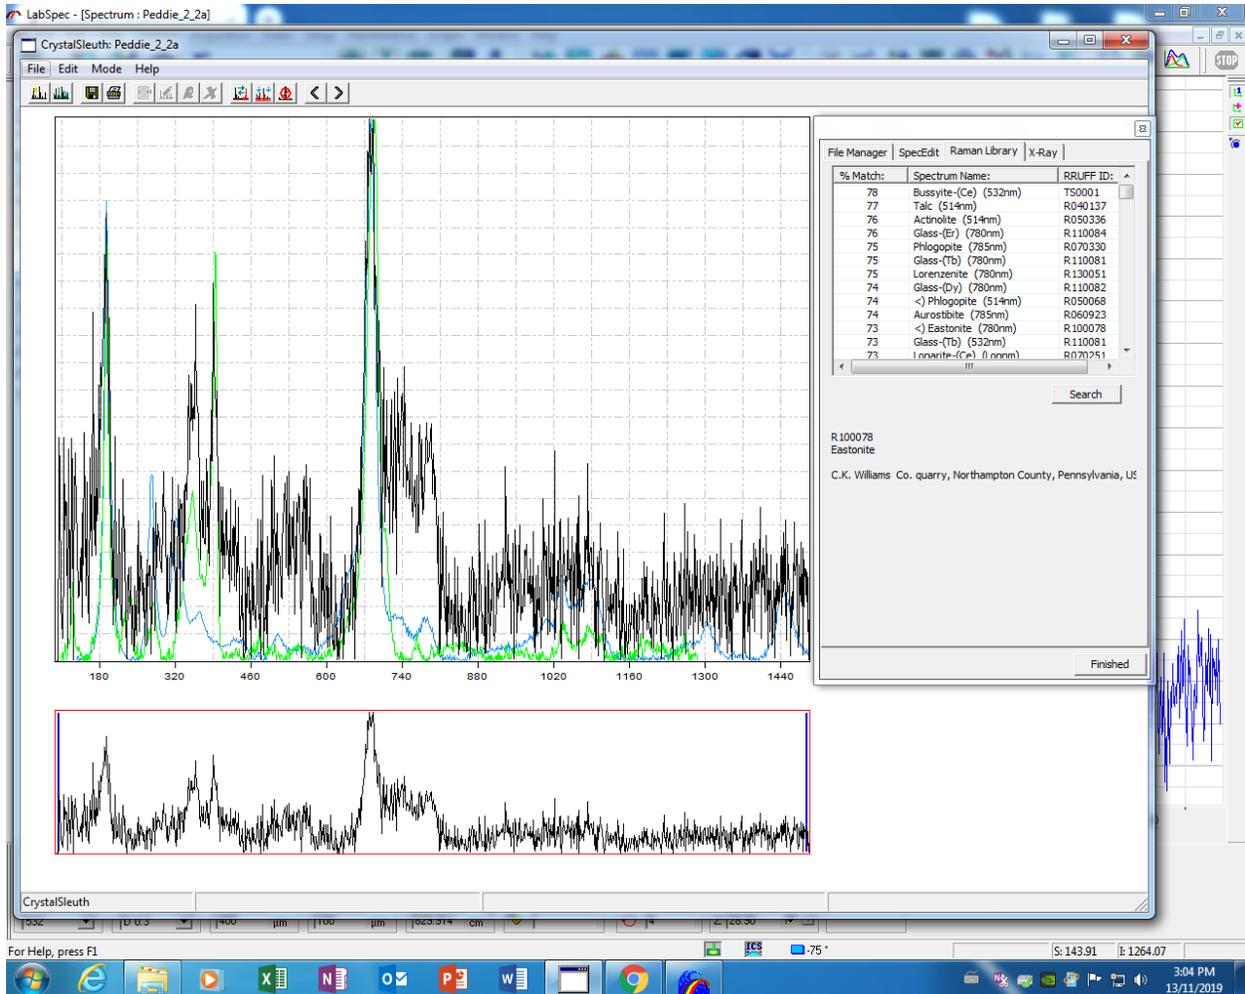 LabSpec - [Spectrum : Peddie_2_2a]
CrystalSleuth: Peddie_2_2a
File Edit Mode Help
STOP
File Manager SpecEdit Raman Library X-Ray
% Match: Spectrum Name: RRUFF ID:
78 Bussyite-(Ce) (532nm) TS0001
77 Talc (514nm) R040137
76 Actinolite (514nm) R050336
76 Glass-(Er) (780nm) R110084
75 Phlogopite (785nm) R070330
75 Glass-(Tb) (780nm) R110081
75 Lorenzenite (780nm) R130051
74 Glass-(Dy) (780nm) R110082
74 <) Phlogopite (514nm) R050068
74 Aurostibite (785nm) R060923
73 <) Eastonite (780nm) R100078
73 Glass-(Tb) (532nm) R110081
73 R070251
Search
R100078
Eastonite
C.K. Williams Co. quarry, Northampton County, Pennsylvania, US
Finished
180 320 460 600 740 880 1020 1160 1300 1440
CrystalSleuth
532 D 0.3 400 µm 100 µm cm 4
For Help, press F1
ICS -75 ° S: 143.91 I: 1264.07
3:04 PM
13/11/2019